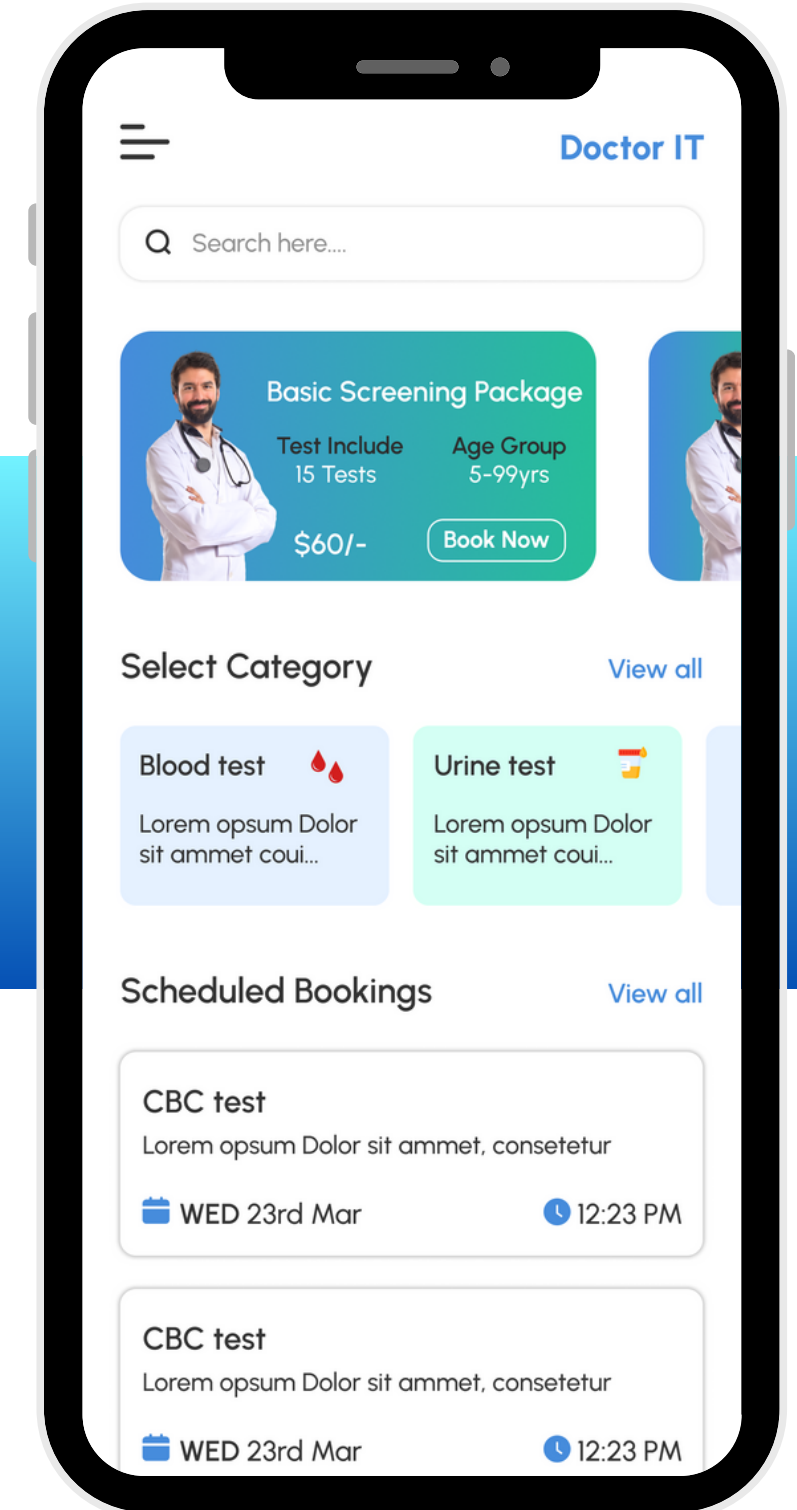 Doctor IT
Search here....
Basic Screening Package
Test Include Age Group
15 Tests 5-99yrs
$60/- Book Now
Select Category View all
Blood test
Lorem opsum Dolor
sit ammet coui...
Urine test
Lorem opsum Dolor
sit ammet coui...
Scheduled Bookings View all
CBC test
Lorem opsum Dolor sit ammet, consetetur
WED 23rd Mar 12:23 PM
CBC test
Lorem opsum Dolor sit ammet, consetetur
WED 23rd Mar 12:23 PM